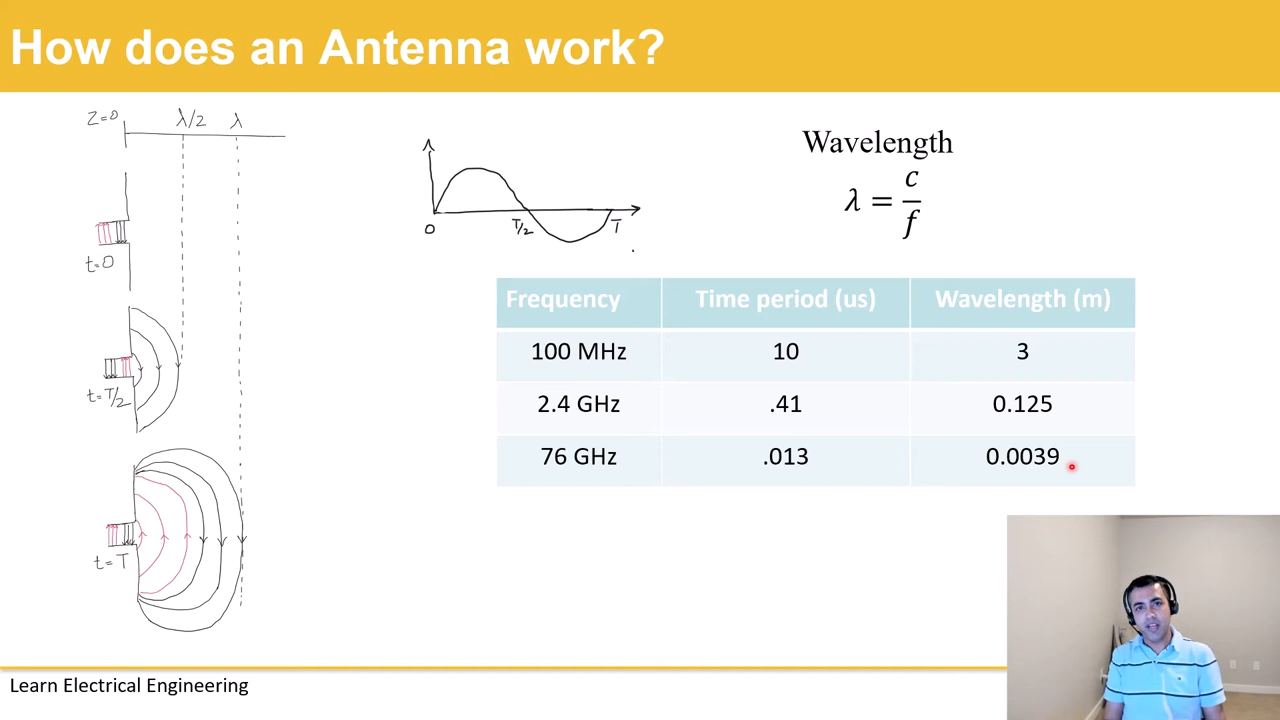 How does an Antenna work?
Z=0 λ/2 λ
t=0
t=T/2
t=T
0 T/2 T
Wavelength
λ = c/f
Frequency Time period (us) Wavelength (m)
100 MHz 10 3
2.4 GHz .41 0.125
76 GHz .013 0.0039
Learn Electrical Engineering